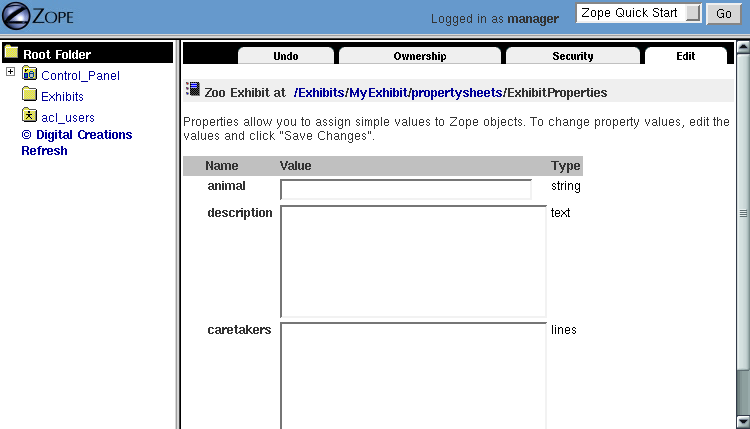 ZOPE
Logged in as manager
Zope Quick Start
Go
Root Folder
Control_Panel
Exhibits
acl_users
© Digital Creations
Refresh
Undo Ownership Security Edit
Zoo Exhibit at /Exhibits/MyExhibit/propertysheets/ExhibitProperties
Properties allow you to assign simple values to Zope objects. To change property values, edit the
values and click "Save Changes".
Name Value Type
animal string
description text
caretakers lines